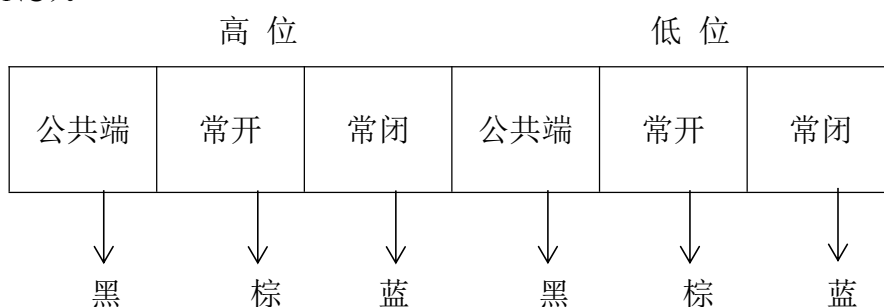 高 位 低 位
公共端 常开 常闭 公共端 常开 常闭
黑 棕 蓝 黑 棕 蓝